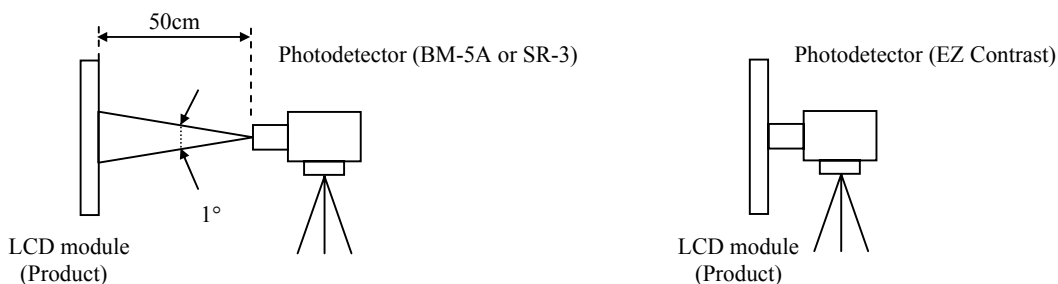 50cm
Photodetector (BM-5A or SR-3)
1°
LCD module
(Product)
Photodetector (EZ Contrast)
LCD module
(Product)